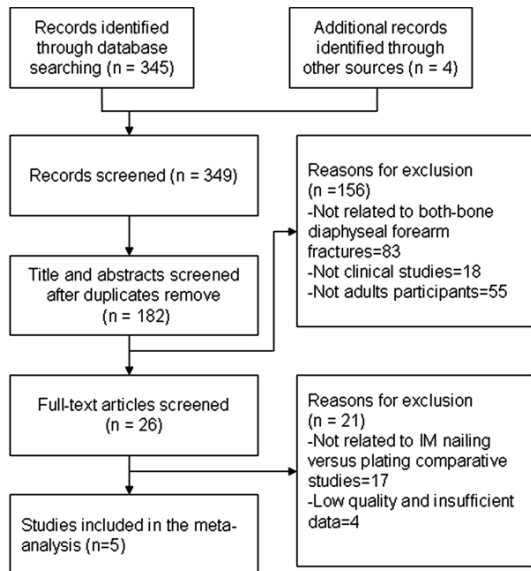 Records identified
through database
searching (n = 345)
Additional records
identified through
other sources (n = 4)
Records screened (n = 349)
Reasons for exclusion
(n =156)
-Not related to both-bone
diaphyseal forearm
fractures=83
-Not clinical studies=18
-Not adults participants=55
Title and abstracts screened
after duplicates remove
(n = 182)
Full-text articles screened
(n = 26)
Reasons for exclusion
(n = 21)
-Not related to IM nailing
versus plating comparative
studies=17
-Low quality and insufficient
data=4
Studies included in the meta-
analysis (n=5)